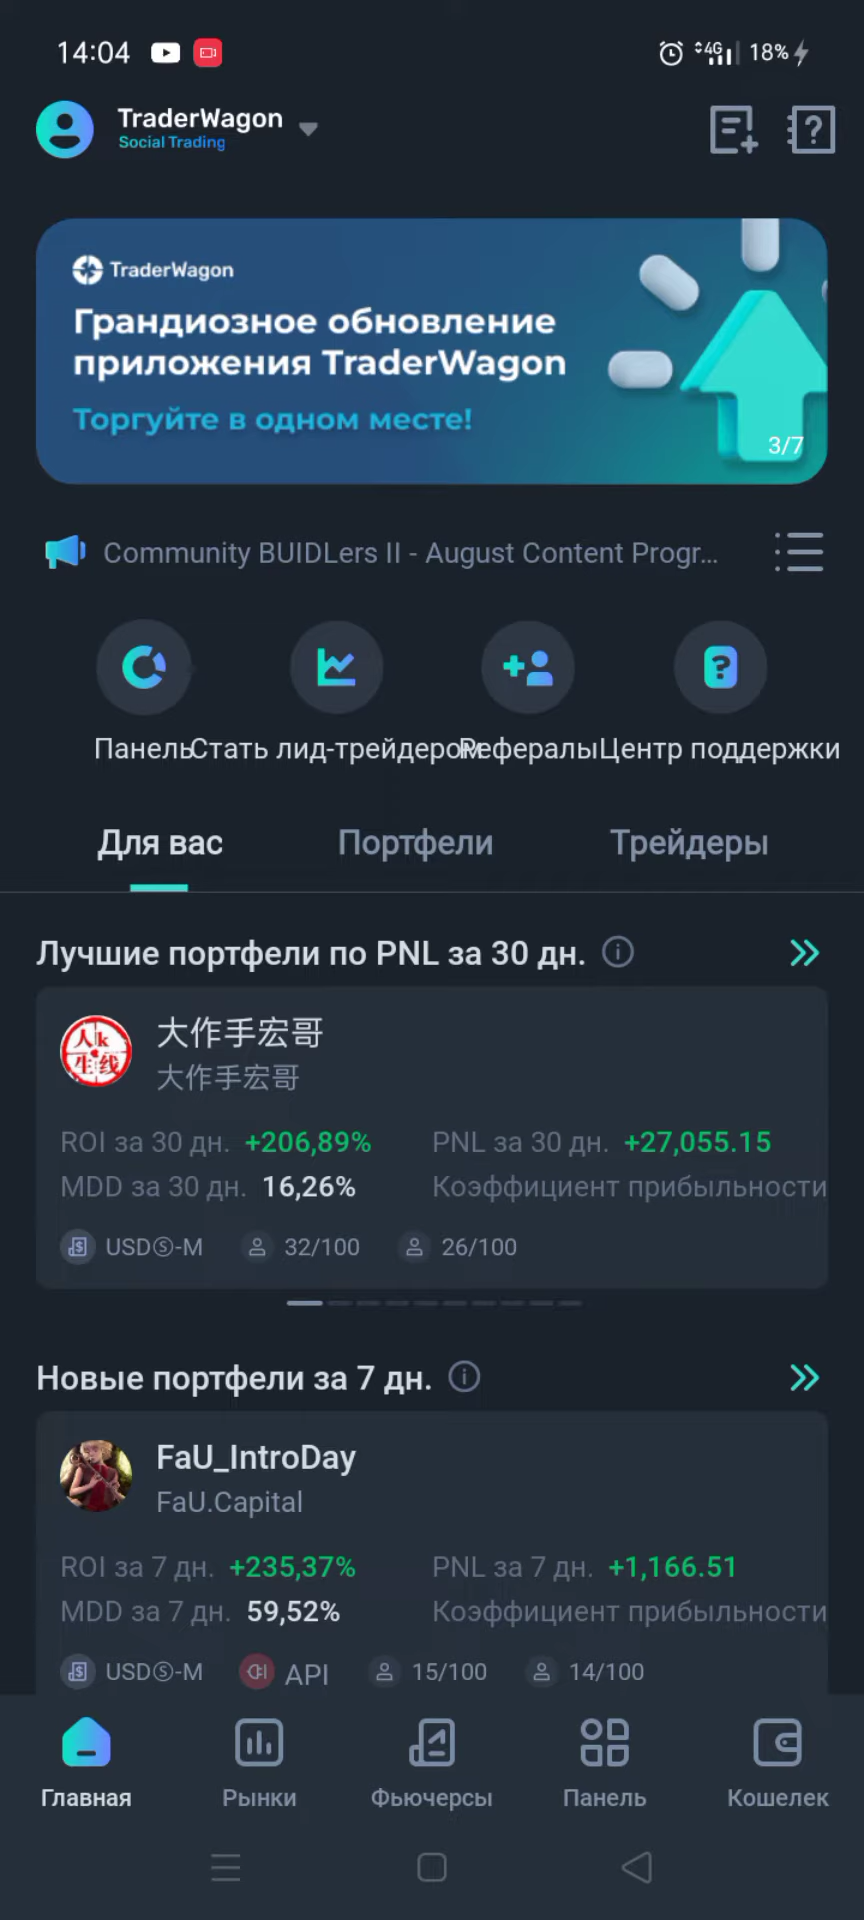 14:04
4G
18%
TraderWagon
Social Trading
TraderWagon
Грандиозное обновление
приложения TraderWagon
Торгуйте в одном месте!
3/7
Community BUIDLers II - August Content Progr...
Панель
Стать лид-трейдером
Рефералы
Центр поддержки
Для вас
Портфели
Трейдеры
Лучшие портфели по PNL за 30 дн.
人k
生线
大作手宏哥
大作手宏哥
ROI за 30 дн. +206,89%
PNL за 30 дн. +27,055.15
MDD за 30 дн. 16,26%
Коэффициент прибыльности
USDⓈ-M
32/100
26/100
Новые портфели за 7 дн.
FaU_IntroDay
FaU.Capital
ROI за 7 дн. +235,37%
PNL за 7 дн. +1,166.51
MDD за 7 дн. 59,52%
Коэффициент прибыльности
USDⓈ-M
API
15/100
14/100
Главная
Рынки
Фьючерсы
Панель
Кошелек